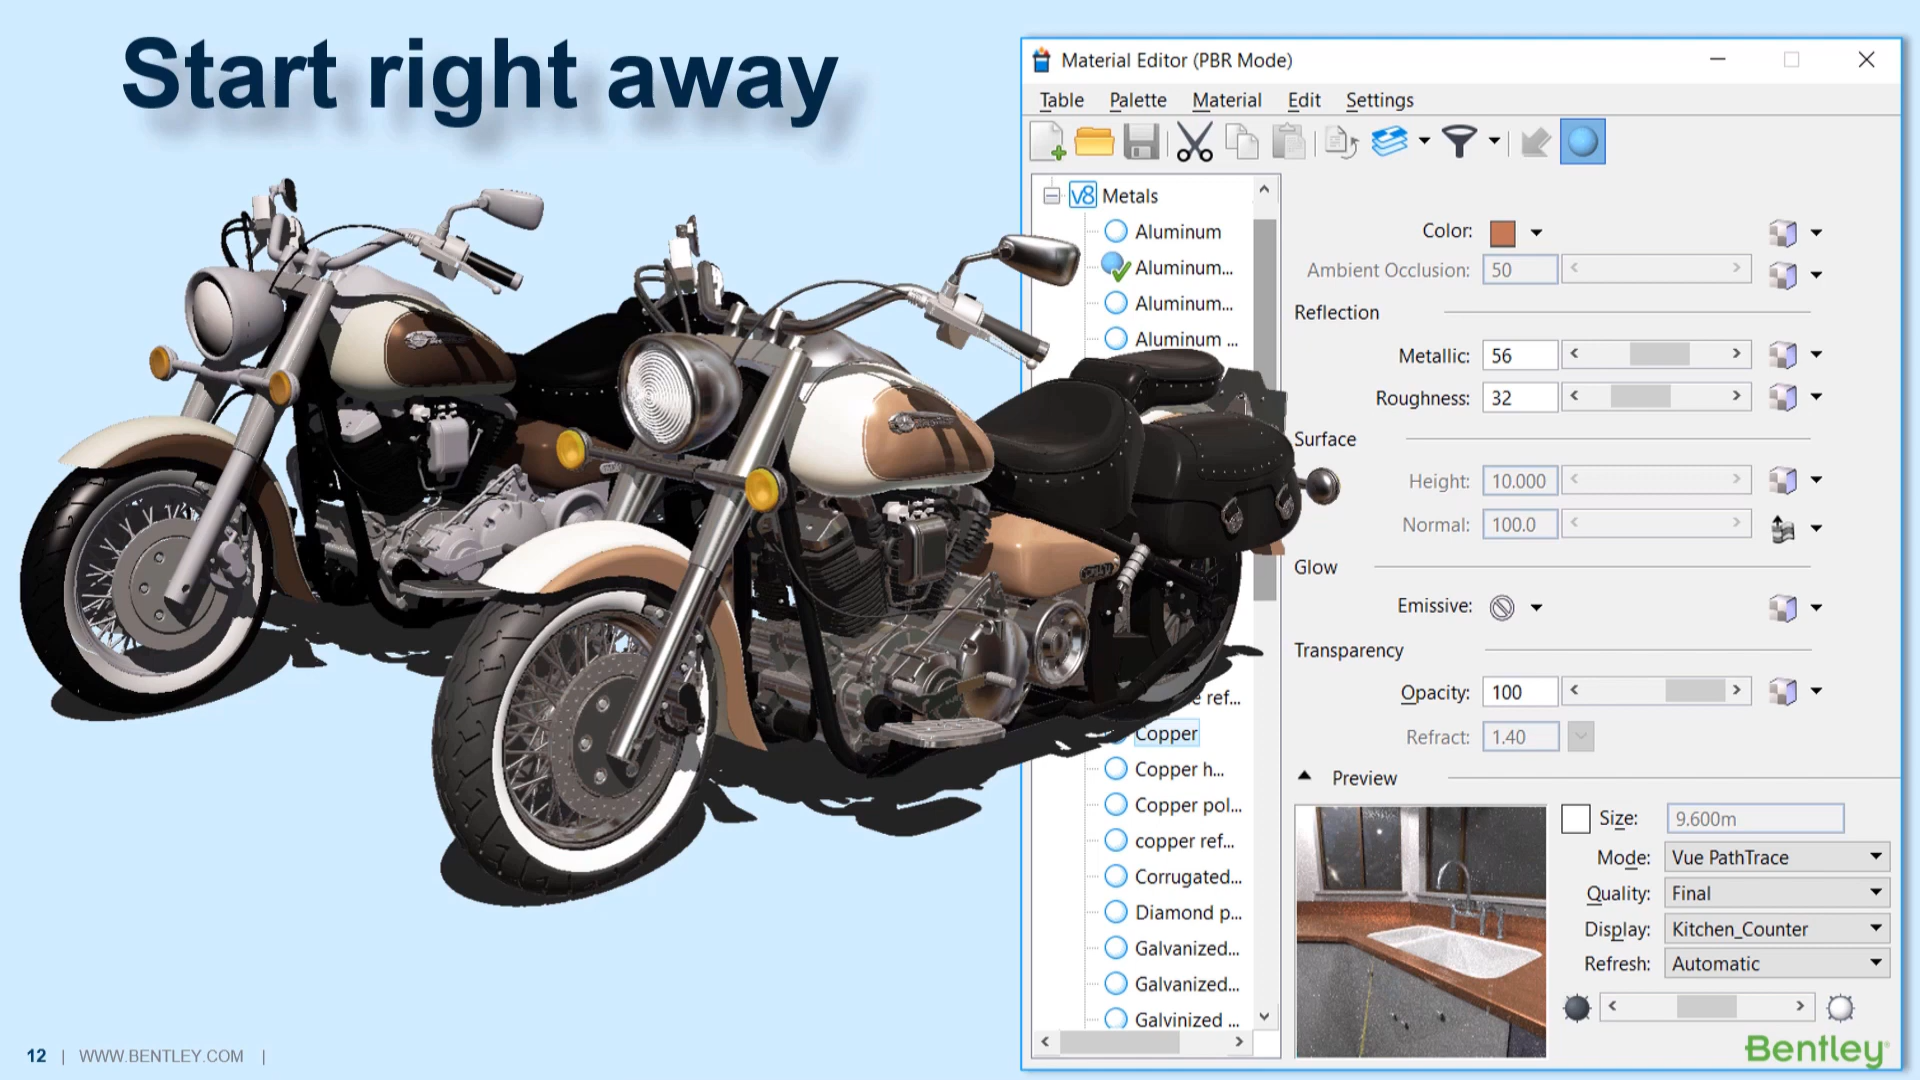 Start right away
Material Editor (PBR Mode)
Table Palette Material Edit Settings
V8 Metals
Aluminum
Aluminum...
Aluminum...
Aluminum ...
ref...
Copper
Copper h...
Copper pol...
copper ref...
Corrugated...
Diamond p...
Galvanized...
Galvanized...
Galvinized ...
Color:
Ambient Occlusion: 50
Reflection
Metallic: 56
Roughness: 32
Surface
Height: 10.000
Normal: 100.0
Glow
Emissive:
Transparency
Opacity: 100
Refract: 1.40
Preview
Size: 9.600m
Mode: Vue PathTrace
Quality: Final
Display: Kitchen_Counter
Refresh: Automatic
12 | WWW.BENTLEY.COM |
Bentley